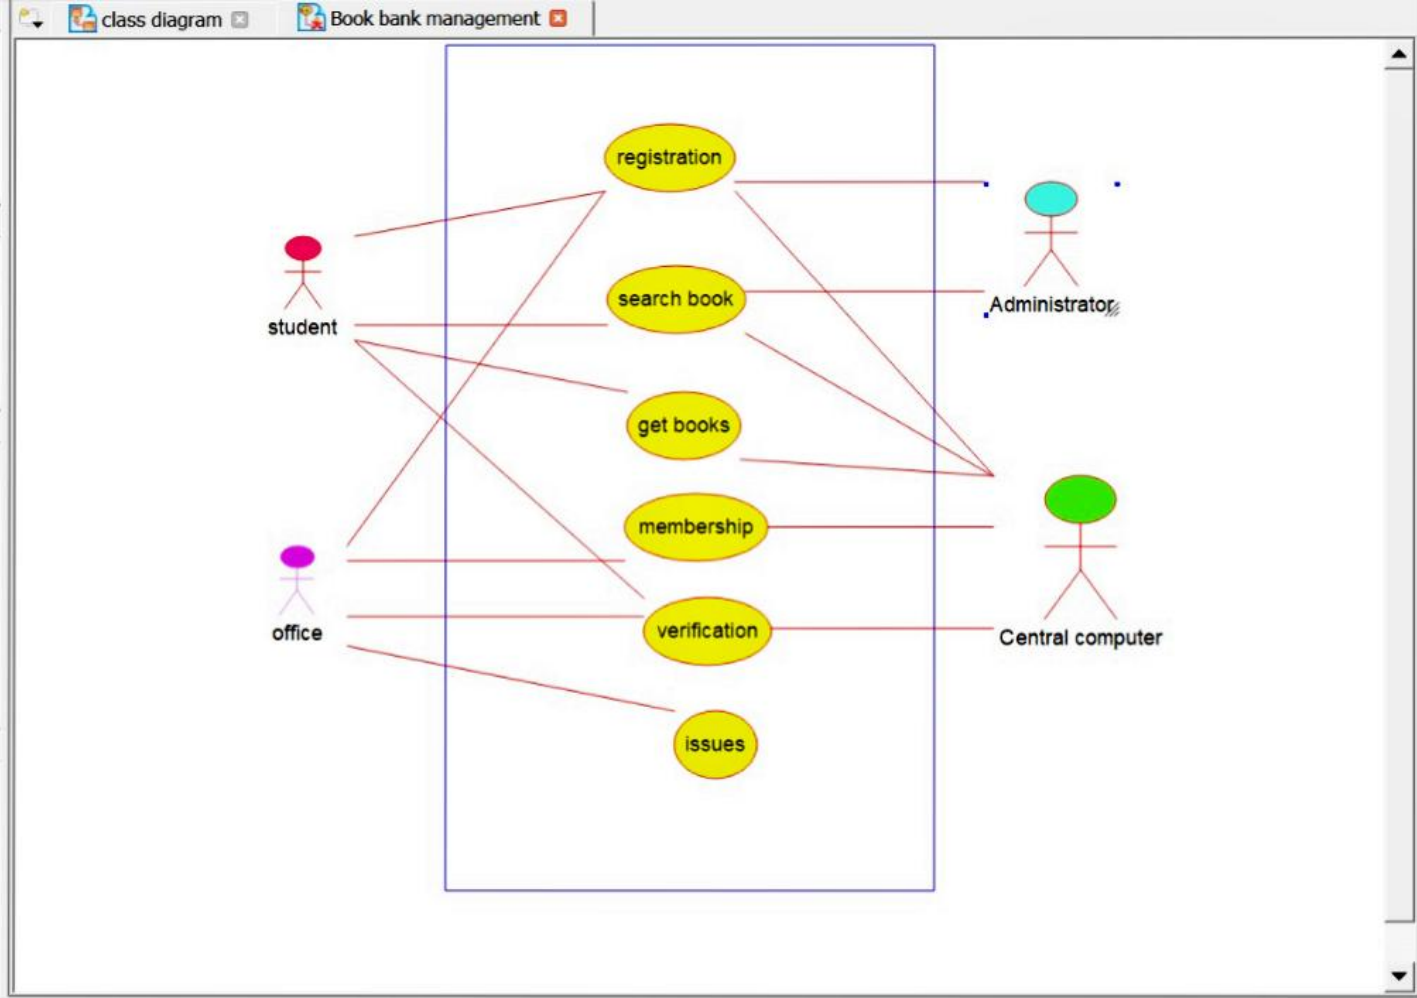 class diagram
Book bank management
registration
search book
Administrator
student
get books
membership
office
verification
Central computer
issues